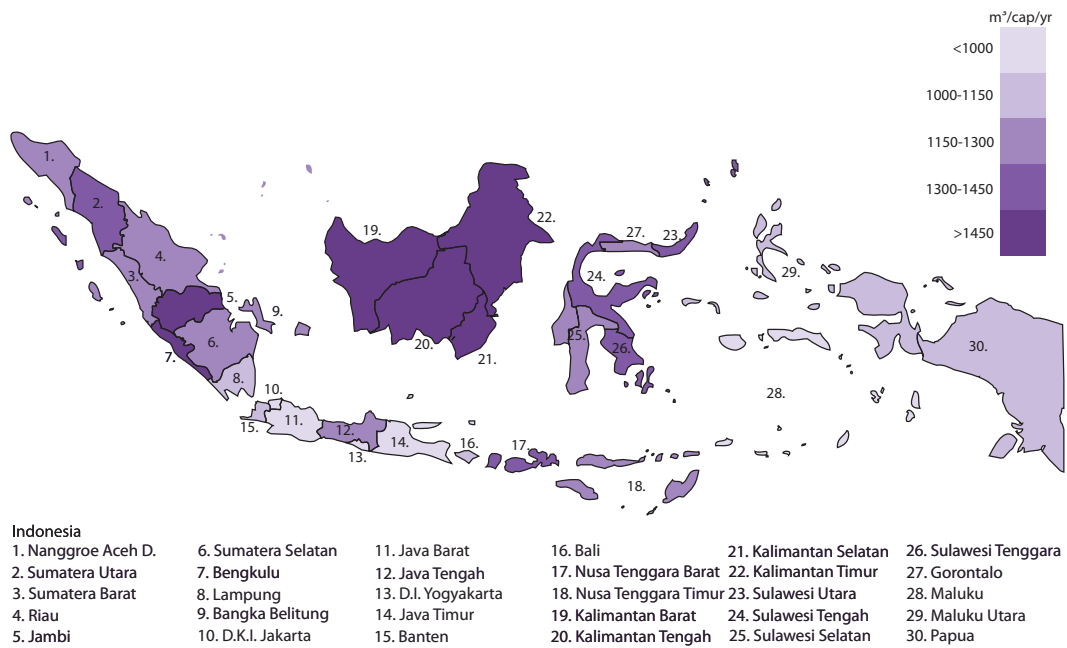 m³/cap/yr
<1000
1000-1150
1150-1300
1300-1450
>1450
1.
2.
3.
4.
5.
6.
7.
8.
9.
10.
11.
12.
13.
14.
15.
16.
17.
18.
19.
20.
21.
22.
23.
24.
25.
26.
27.
28.
29.
30.
Indonesia
1. Nanggroe Aceh D.
2. Sumatera Utara
3. Sumatera Barat
4. Riau
5. Jambi
6. Sumatera Selatan
7. Bengkulu
8. Lampung
9. Bangka Belitung
10. D.K.I. Jakarta
11. Java Barat
12. Java Tengah
13. D.I. Yogyakarta
14. Java Timur
15. Banten
16. Bali
17. Nusa Tenggara Barat
18. Nusa Tenggara Timur
19. Kalimantan Barat
20. Kalimantan Tengah
21. Kalimantan Selatan
22. Kalimantan Timur
23. Sulawesi Utara
24. Sulawesi Tengah
25. Sulawesi Selatan
26. Sulawesi Tenggara
27. Gorontalo
28. Maluku
29. Maluku Utara
30. Papua